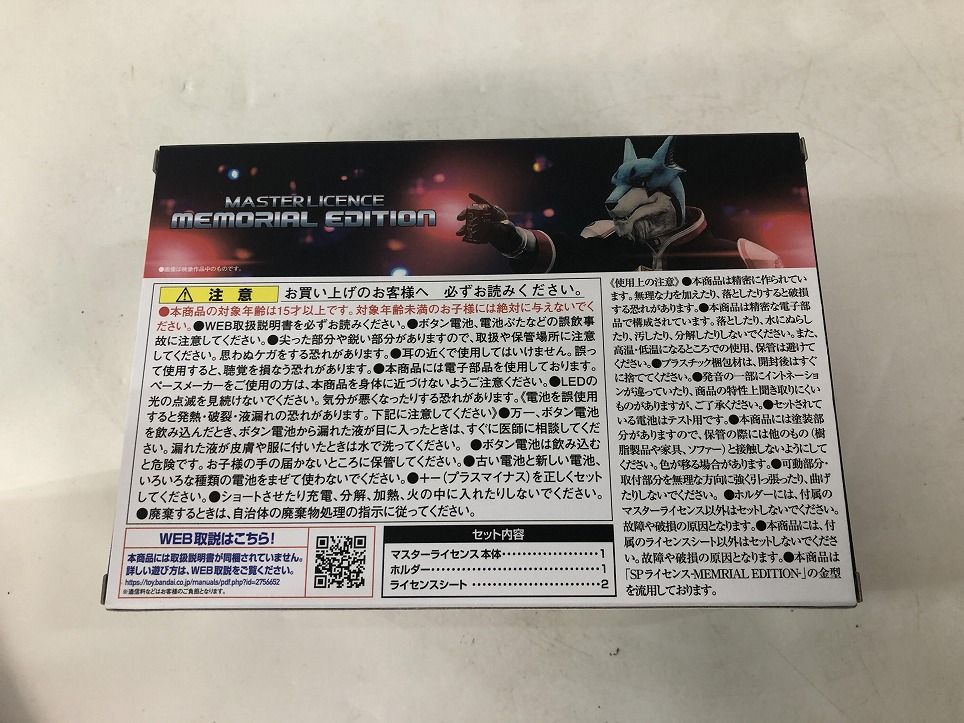 MASTER LICENCE
MEMORIAL EDITION
●画像は映像作品中のものです。
注意 お買い上げのお客様へ 必ずお読みください。
●本商品の対象年齢は15才以上です。対象年齢未満のお子様には絶対に与えないでく
ださい。●WEB取扱説明書を必ずお読みください。●ボタン電池、電池ぶたなどの誤飲事
故に注意してください。●尖った部分や鋭い部分がありますので、取扱や保管場所に注意
してください。思わぬケガをする恐れがあります。●耳の近くで使用してはいけません。誤っ
て使用すると、聴覚を損なう恐れがあります。●本商品には電子部品を使用しております。
ペースメーカーをご使用の方は、本商品を身体に近づけないようご注意ください。●LEDの
光の点滅を見続けないでください。気分が悪くなったりする恐れがあります。《電池を誤使用
すると発熱・破裂・液漏れの恐れがあります。下記に注意してください》●万一、ボタン電池
を飲み込んだとき、ボタン電池から漏れた液が目に入ったときは、すぐに医師に相談してくだ
さい。漏れた液が皮膚や服に付いたときは水で洗ってください。 ●ボタン電池は飲み込む
と危険です。お子様の手の届かないところに保管してください。●古い電池と新しい電池、
いろいろな種類の電池をまぜて使わないでください。●+ー(プラスマイナス)を正しくセット
してください。●ショートさせたり充電、分解、加熱、火の中に入れたりしないでください。
●廃棄するときは、自治体の廃棄物処理の指示に従ってください。
WEB取説はこちら!
本商品には取扱説明書が同梱されていません。
詳しい遊び方は、WEB取説をご覧ください。
https://toy.bandai.co.jp/manuals/pdf.php?id=2756652
※通信料などはお客様のご負担となります。
セット内容
マスターライセンス 本体・・・・・・・・・・・・・・1
ホルダー・・・・・・・・・・・・・・・・・・・・・・1
ライセンスシート・・・・・・・・・・・・・・・・・・2
《使用上の注意》●本商品は精密に作られてい
ます。無理な力を加えたり、落としたりすると破損
する恐れがあります。●本商品は精密な電子部
品で構成されています。落としたり、水にぬらし
たり、汚したり、分解したりしないでください。また、
高温・低温になるところでの使用、保管は避けて
ください。●プラスチック梱包材は、開封後はすぐ
に捨ててください。●発音の一部にイントネーショ
ンが違っていたり、商品の特性上聞き取りにくい
ものがありますが、ご了承ください。●セットされて
いる電池はテスト用です。●本商品には塗装部
分がありますので、保管の際には他のもの(樹
脂製品や家具、ソファー)と接触しないようにして
ください。色が移る場合があります。●可動部分・
取付部分を無理な方向に強く引っ張ったり、曲げ
たりしないでください。 ●ホルダーには、付属の
マスターライセンス以外はセットしないでください。
故障や破損の原因となります。●本商品には、付
属のライセンスシート以外はセットしないでくださ
い。故障や破損の原因となります。●本商品は
「SPライセンス-MEMRIAL EDITION-」の金型
を流用しております。